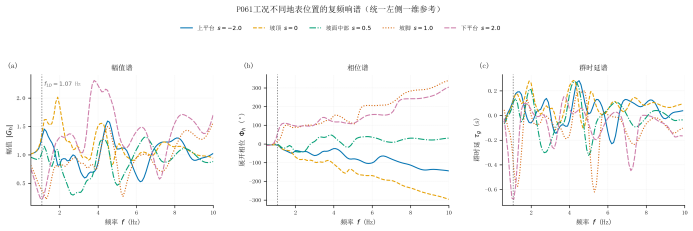 P061工况不同地表位置的复频响谱（统一左侧一维参考）
上平台 s=−2.0 坡顶 s=0 坡面中部 s=0.5 坡脚 s=1.0 下平台 s=2.0
(a) 幅值谱
f1D=1.07 Hz
幅值 |G0|
2.0
1.5
1.0
0.5
2 4 6 8 10
频率 f (Hz)
(b) 相位谱
展开相位 (°)
300
200
100
0
-100
-200
-300
2 4 6 8 10
频率 f (Hz)
(c) 群时延谱
群时延 (s)
0.2
0.0
-0.2
-0.4
-0.6
2 4 6 8 10
频率 f (Hz)